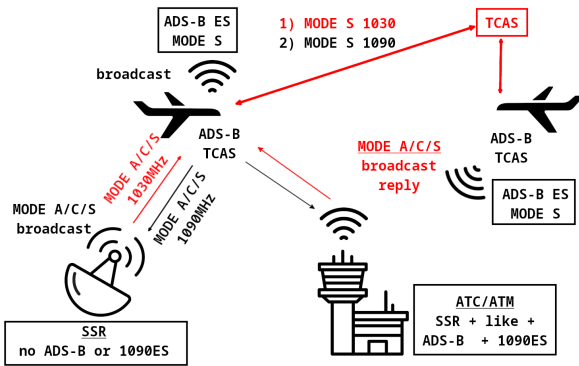 ADS-B ES
MODE S
1) MODE S 1030
2) MODE S 1090
TCAS
broadcast
ADS-B
TCAS
ADS-B
TCAS
MODE A/C/S
1030MHz
MODE A/C/S
1090MHz
MODE A/C/S
broadcast
reply
ADS-B ES
MODE S
MODE A/C/S
broadcast
SSR
no ADS-B or 1090ES
ATC/ATM
SSR + like +
ADS-B + 1090ES